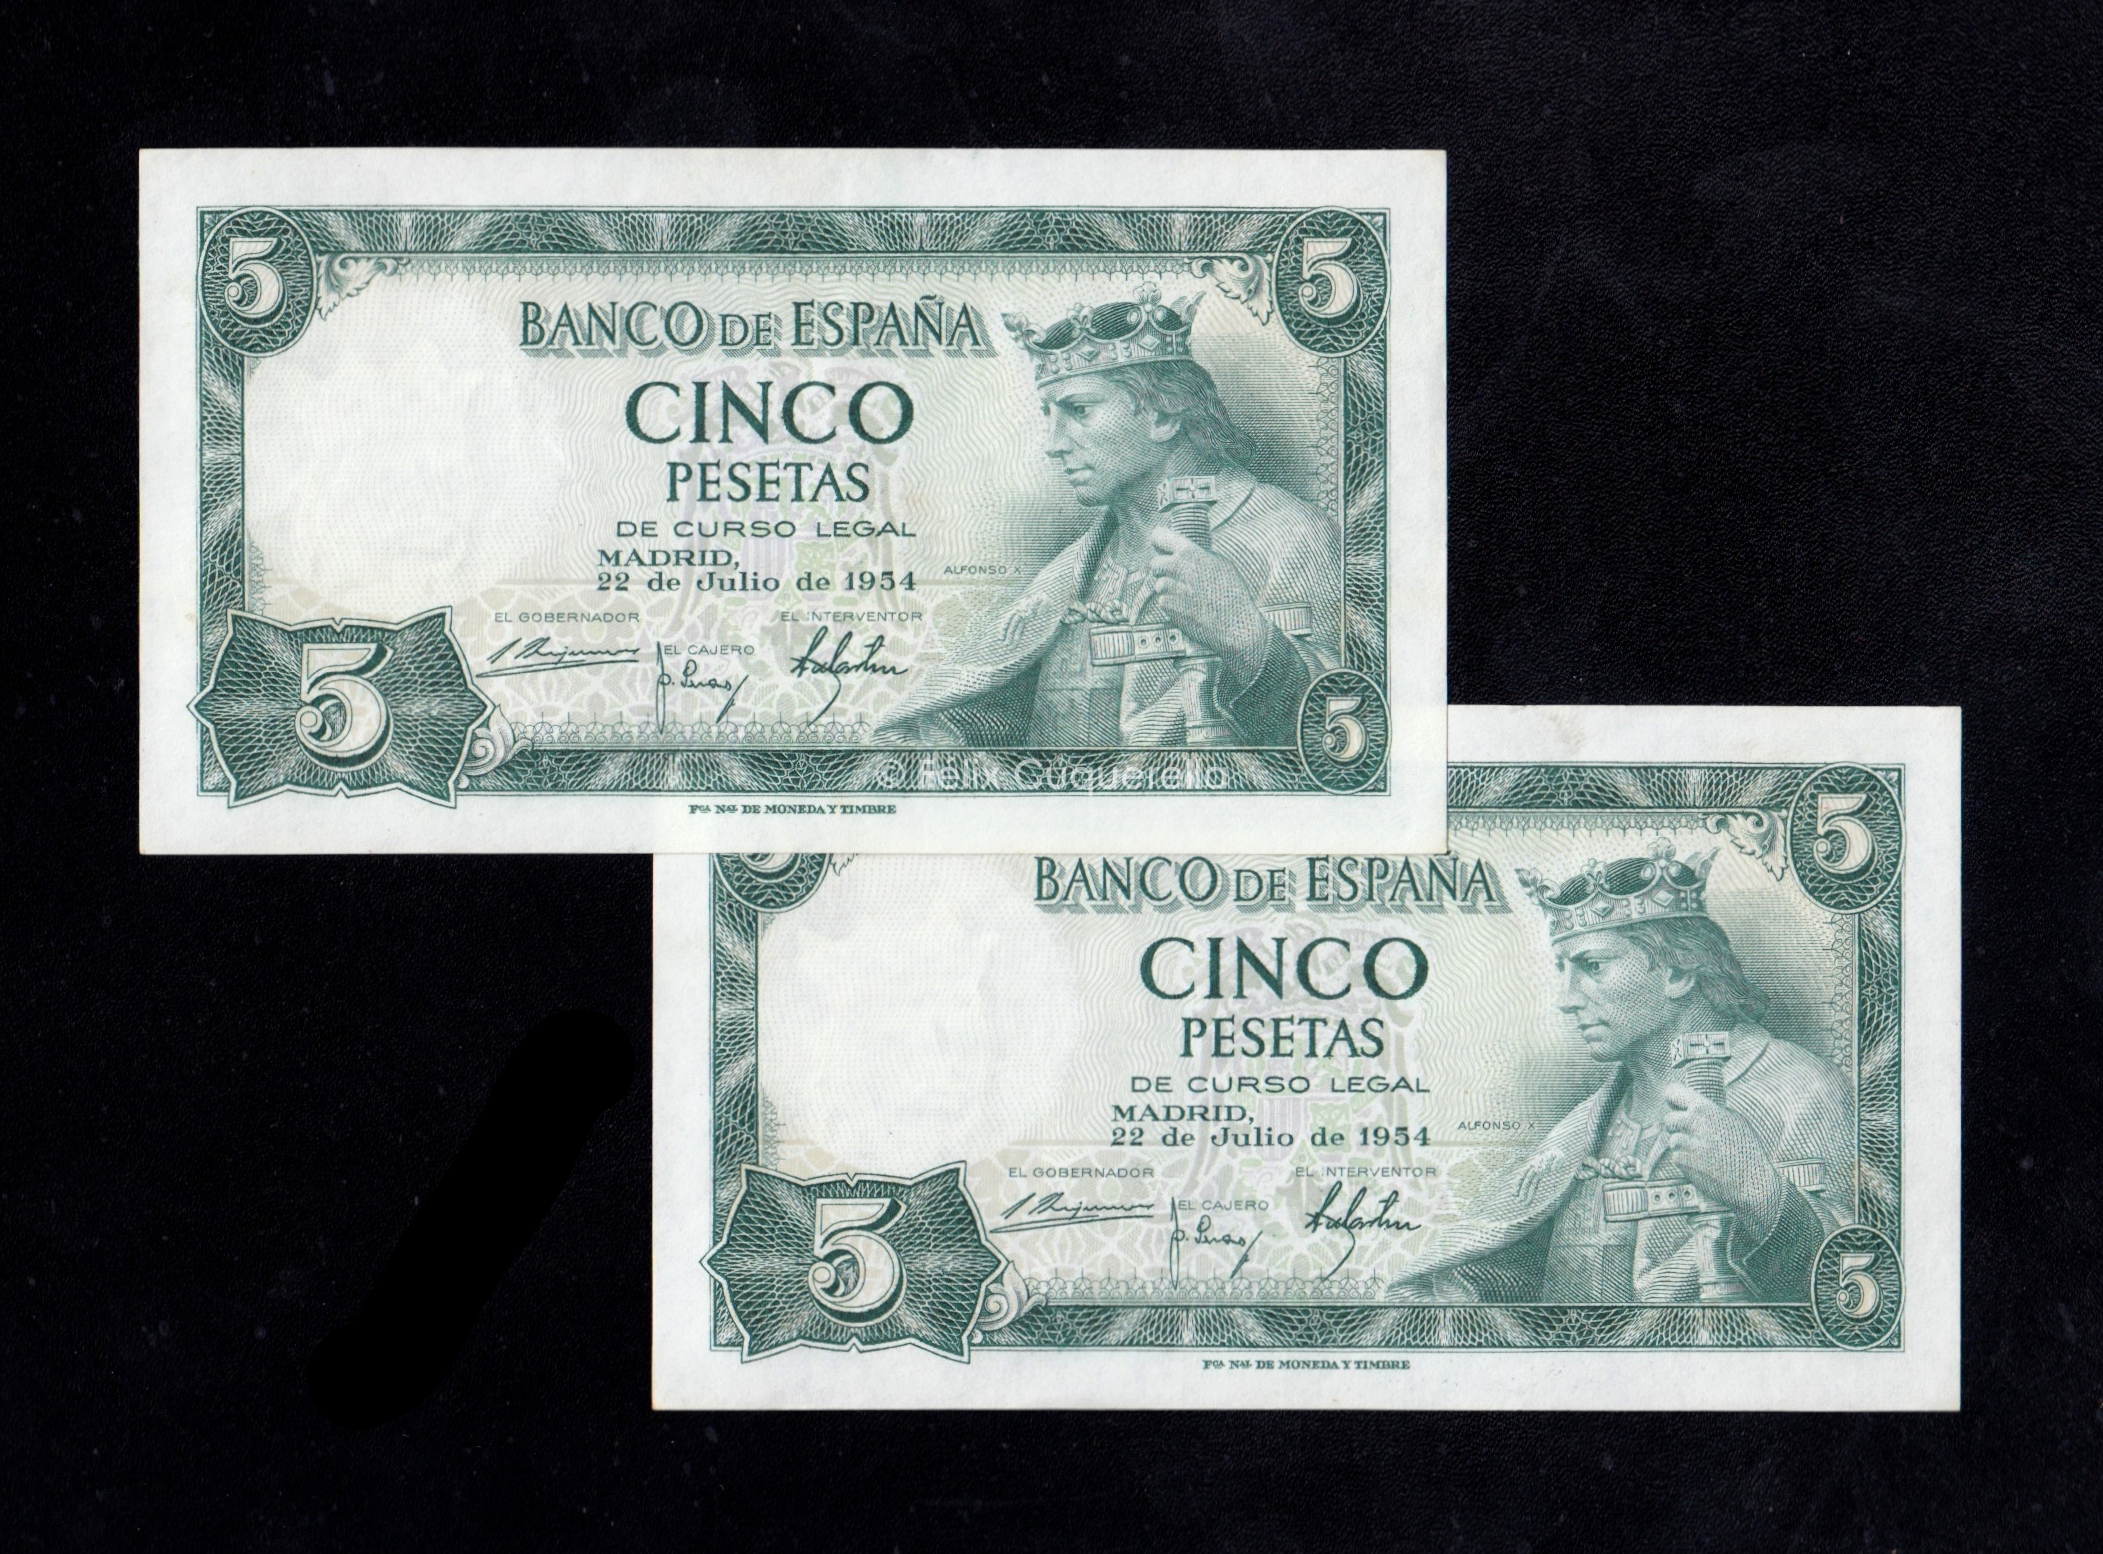 5
5
BANCO DE ESPAÑA
CINCO
PESETAS
DE CURSO LEGAL
MADRID,
22 de Julio de 1954
ALFONSO X
EL GOBERNADOR
EL INTERVENTOR
EL CAJERO
5
5
© Félix Cuquerella
Fca. Nal. DE MONEDA Y TIMBRE
5
BANCO DE ESPAÑA
CINCO
PESETAS
DE CURSO LEGAL
MADRID,
22 de Julio de 1954
ALFONSO X
EL GOBERNADOR
EL INTERVENTOR
EL CAJERO
5
5
Fca. Nal. DE MONEDA Y TIMBRE